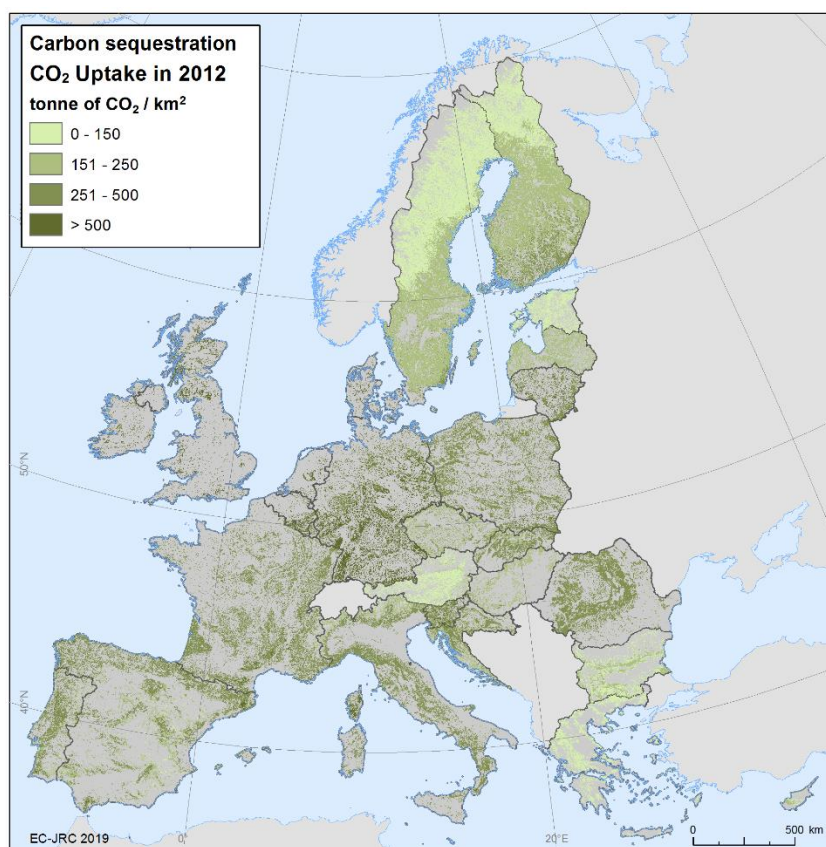 Carbon sequestration
CO₂ Uptake in 2012
tonne of CO₂ / km²
0 - 150
151 - 250
251 - 500
> 500
50°N
40°N
EC-JRC 2019
0°
20°E
0 500 km